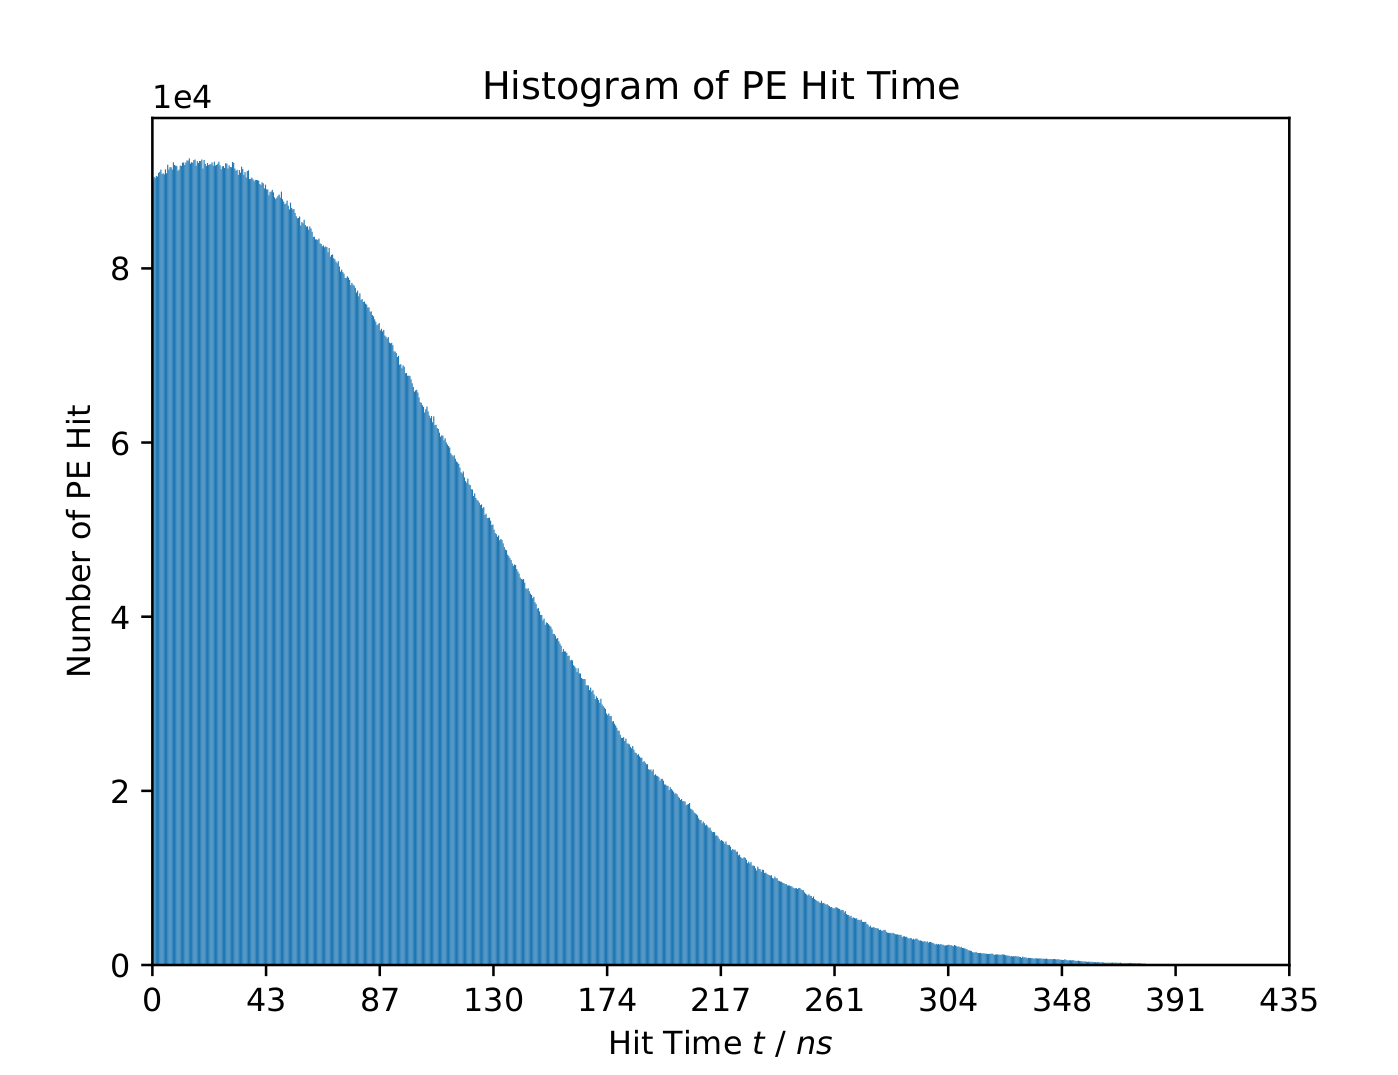 Histogram of PE Hit Time
1e4
8
6
4
2
0
Number of PE Hit
0 43 87 130 174 217 261 304 348 391 435
Hit Time t / ns